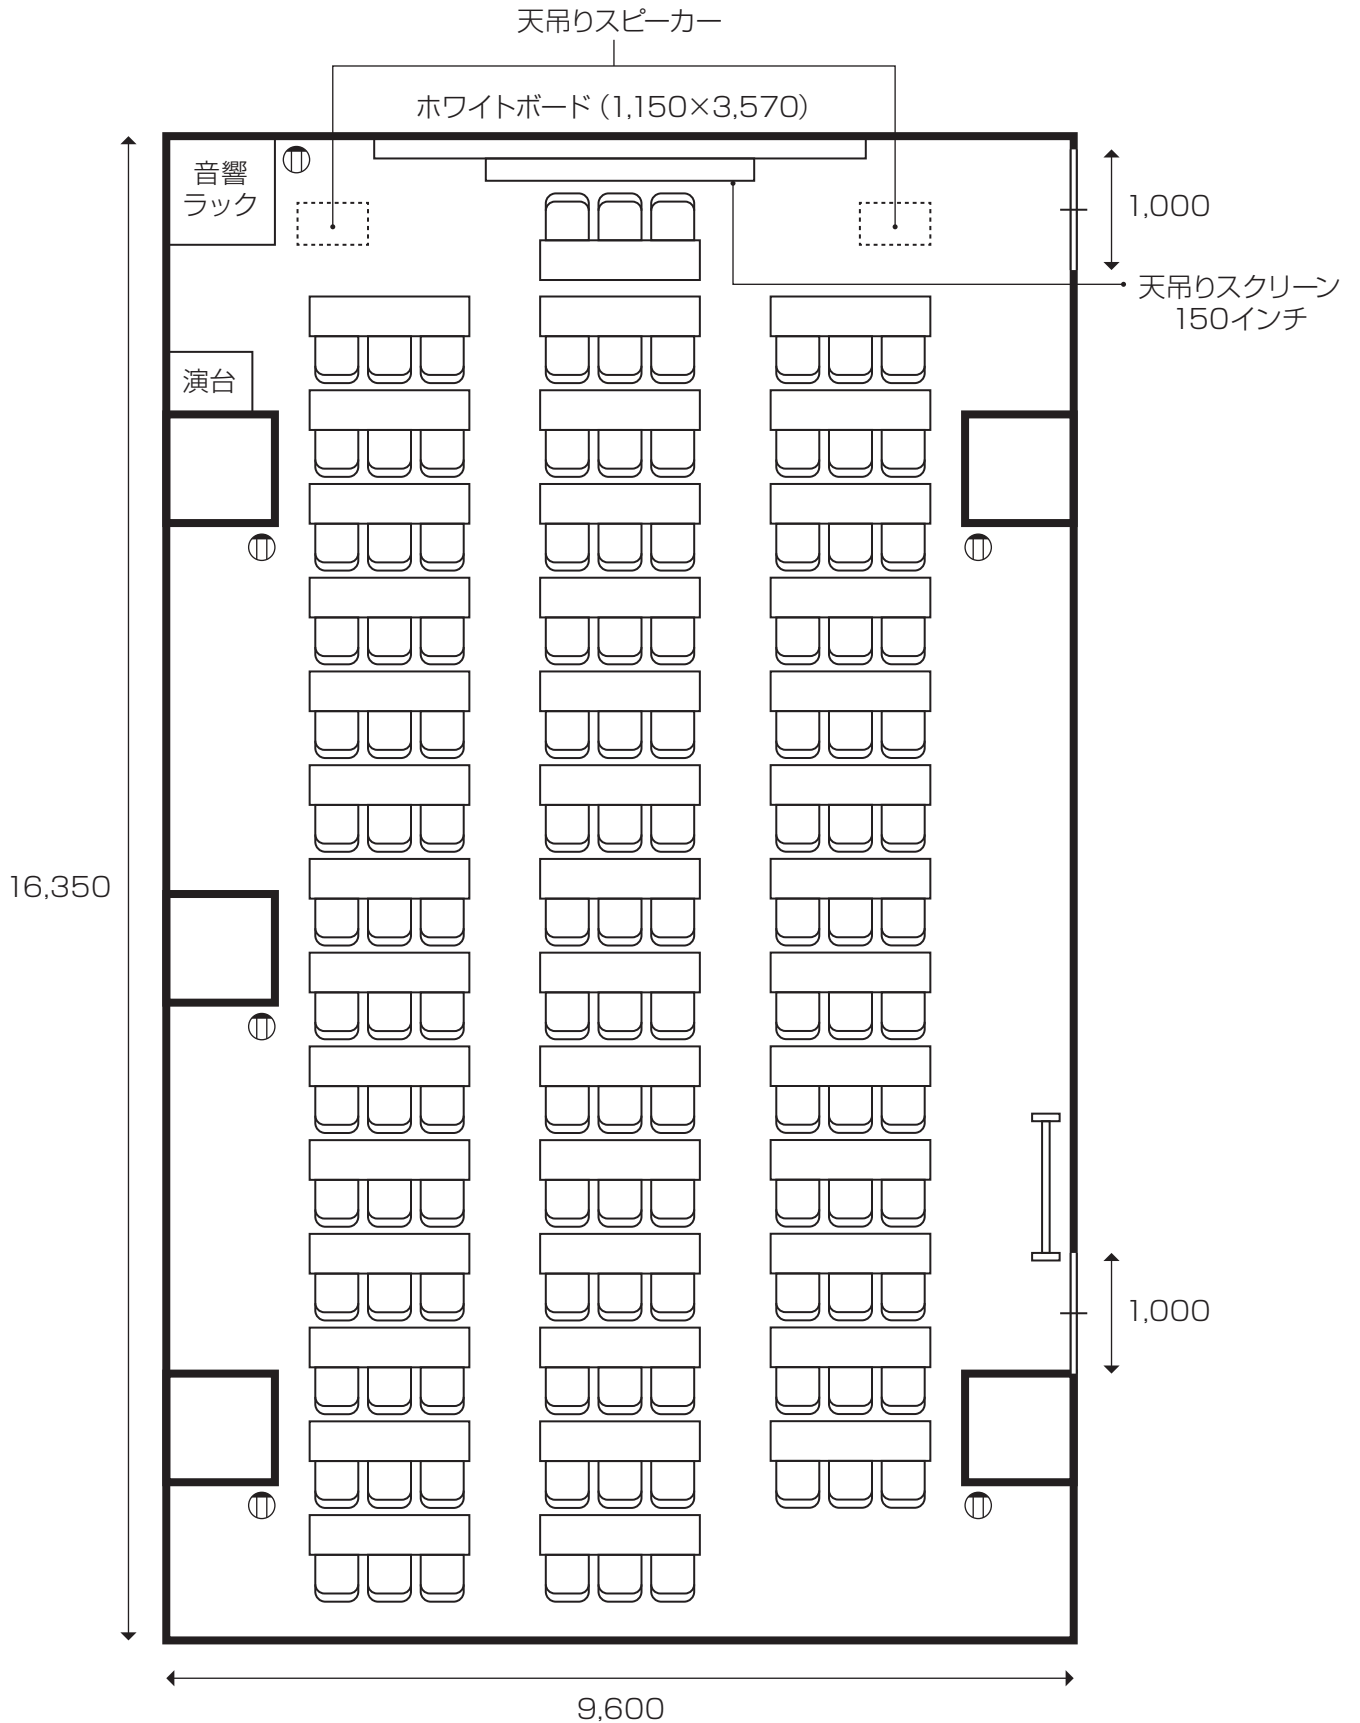 天吊りスピーカー
ホワイトボード（1,150×3,570）
音響
ラック
1,000
天吊りスクリーン
150インチ
演台
16,350
1,000
9,600